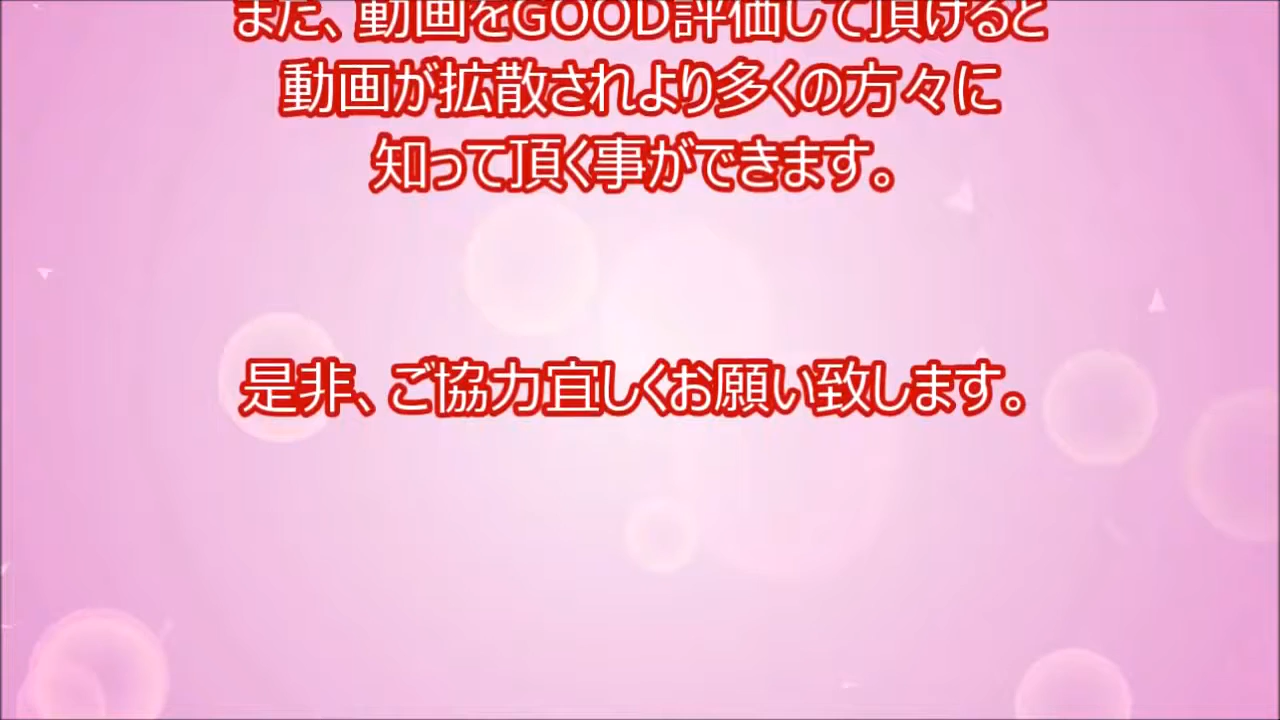 また、動画をGOOD評価して頂けると
動画が拡散されより多くの方々に
知って頂く事ができます。
是非、ご協力宜しくお願い致します。